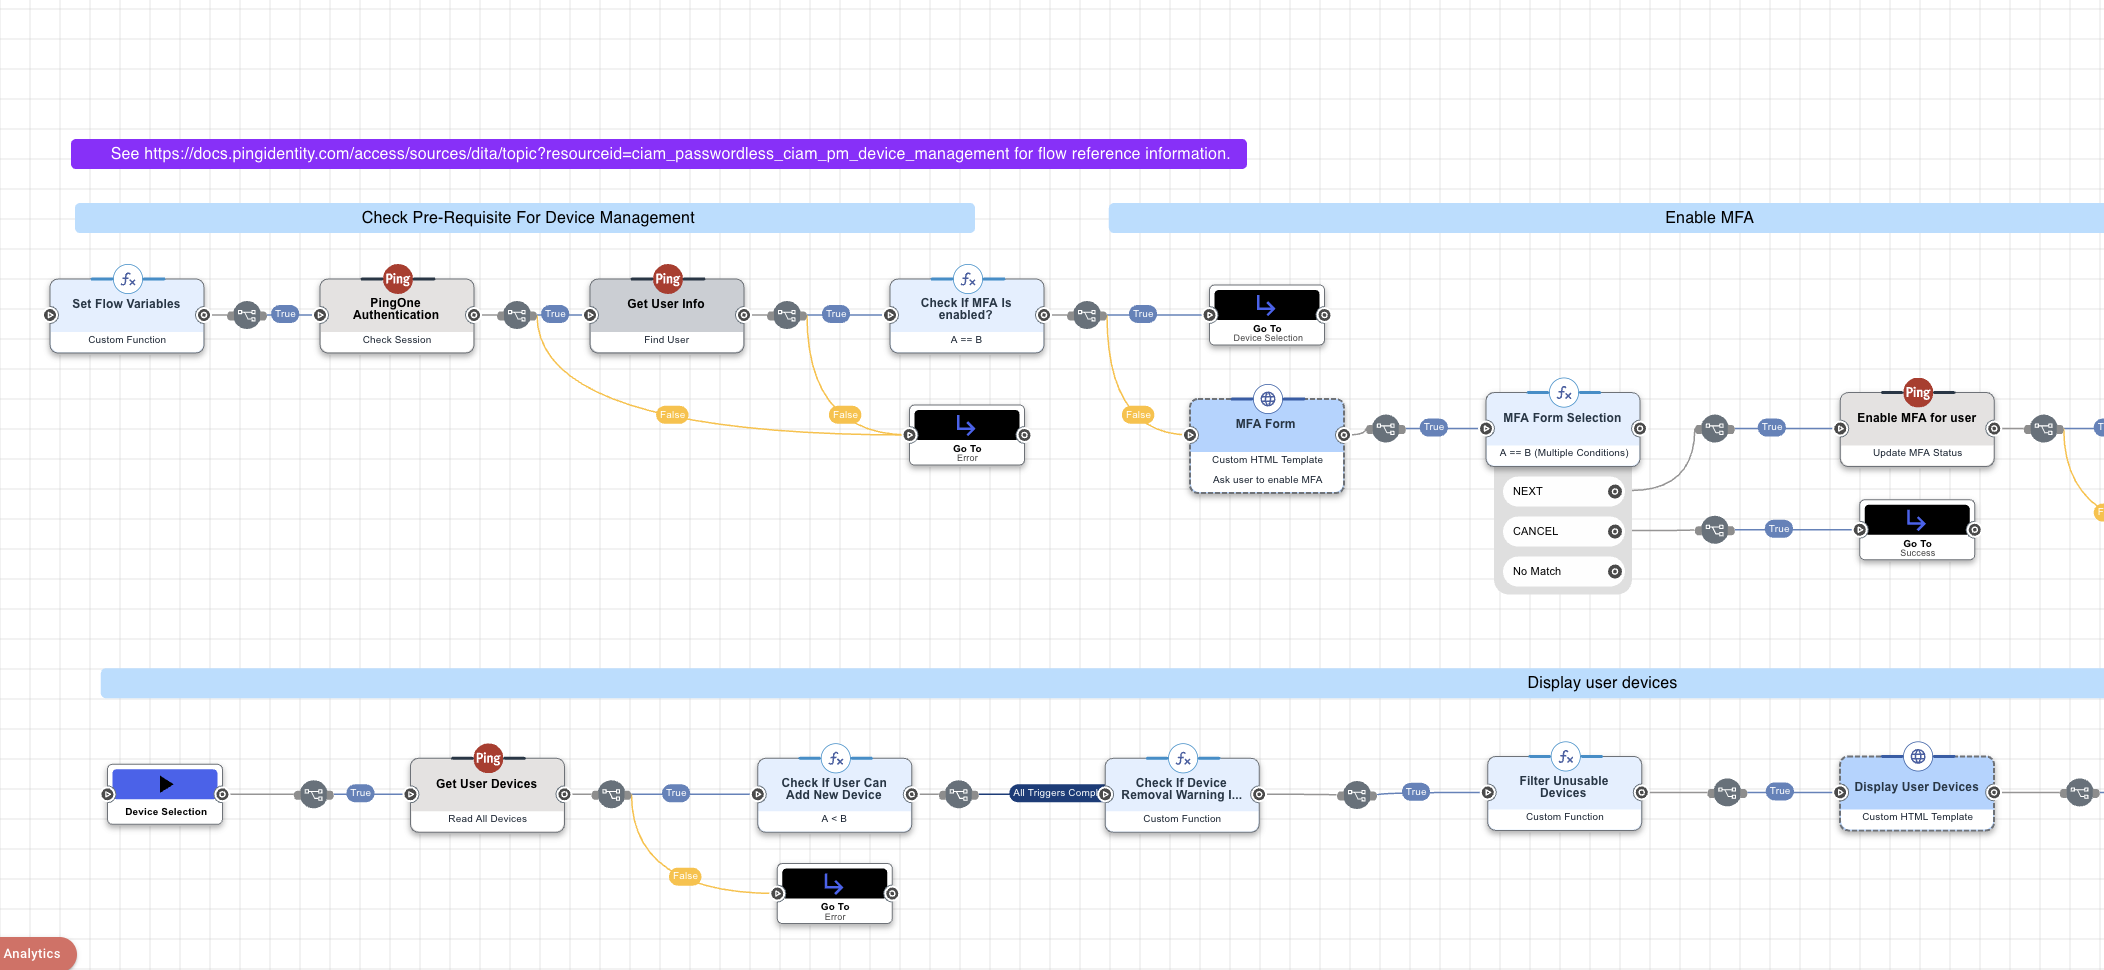 See https://docs.pingidentity.com/access/sources/dita/topic?resourceid=ciam_passwordless_ciam_pm_device_management for flow reference information.
Check Pre-Requisite For Device Management
Enable MFA
Set Flow Variables
Custom Function
True
Ping
PingOne
Authentication
Check Session
True
False
Ping
Get User Info
Find User
True
False
Check If MFA Is
enabled?
A == B
True
False
Go To
Error
Go To
Device Selection
MFA Form
Custom HTML Template
Ask user to enable MFA
True
MFA Form Selection
A == B (Multiple Conditions)
NEXT
CANCEL
No Match
True
True
Ping
Enable MFA for user
Update MFA Status
Go To
Success
T
F
Display user devices
Device Selection
True
Ping
Get User Devices
Read All Devices
True
False
Check If User Can
Add New Device
A < B
Go To
Error
All Triggers Compl
Check If Device
Removal Warning I...
Custom Function
True
Filter Unusable
Devices
Custom Function
True
Display User Devices
Custom HTML Template
Analytics